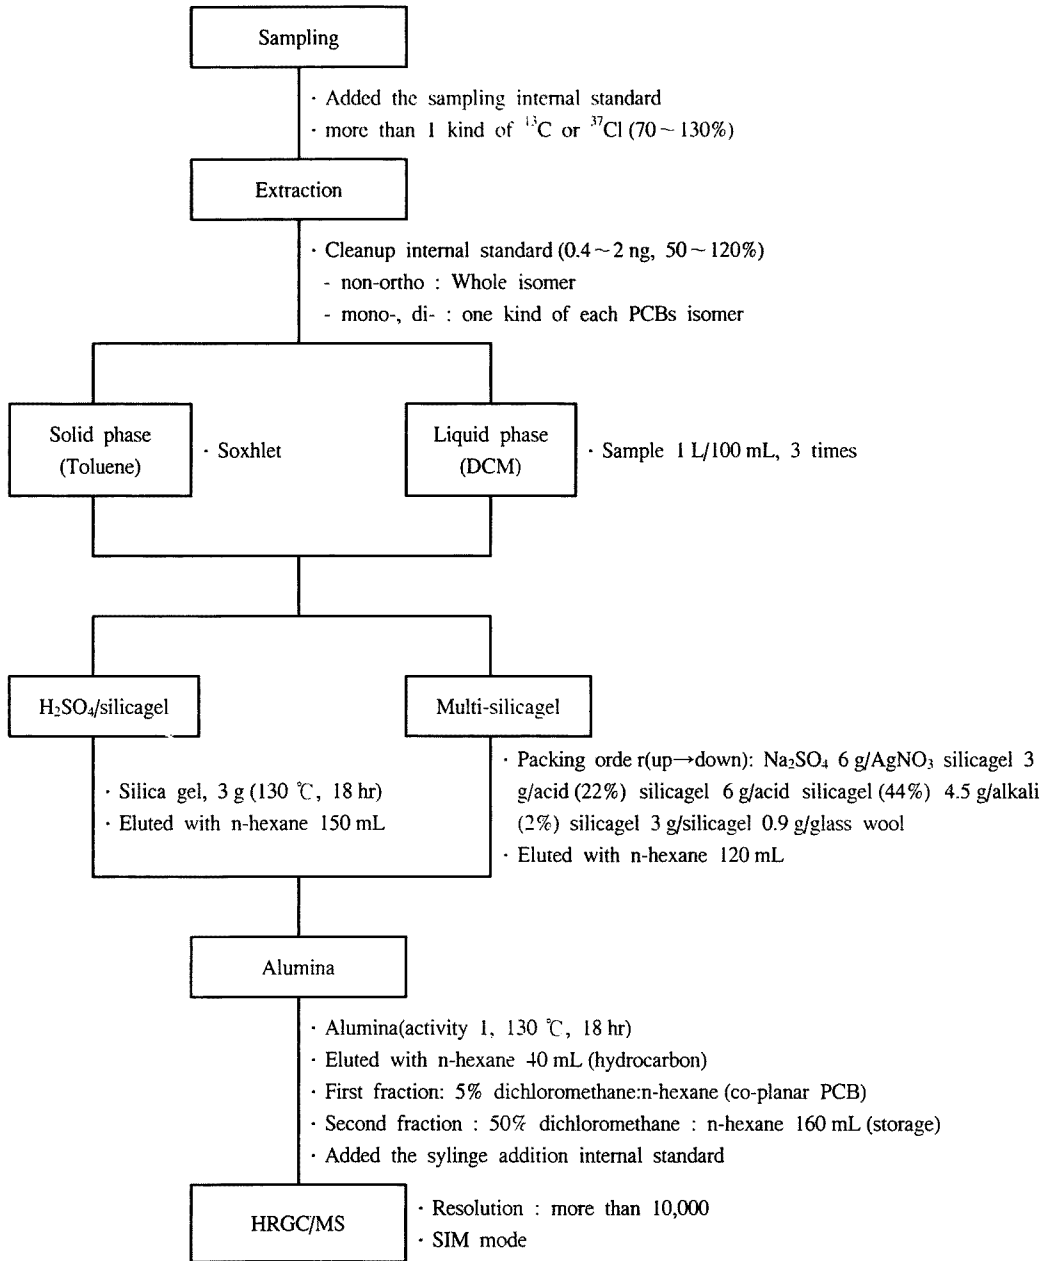 Sampling
· Added the sampling internal standard
· more than 1 kind of ¹³C or ³⁷Cl (70~130%)
Extraction
· Cleanup internal standard (0.4~2 ng, 50~120%)
- non-ortho : Whole isomer
- mono-, di- : one kind of each PCBs isomer
Solid phase
(Toluene)
· Soxhlet
Liquid phase
(DCM)
· Sample 1 L/100 mL, 3 times
H₂SO₄/silicagel
· Silica gel, 3 g (130 ℃, 18 hr)
· Eluted with n-hexane 150 mL
Multi-silicagel
· Packing orde r(up→down): Na₂SO₄ 6 g/AgNO₃ silicagel 3
g/acid (22%) silicagel 6 g/acid silicagel (44%) 4.5 g/alkali
(2%) silicagel 3 g/silicagel 0.9 g/glass wool
· Eluted with n-hexane 120 mL
Alumina
· Alumina(activity 1, 130 ℃, 18 hr)
· Eluted with n-hexane 40 mL (hydrocarbon)
· First fraction: 5% dichloromethane:n-hexane (co-planar PCB)
· Second fraction : 50% dichloromethane : n-hexane 160 mL (storage)
· Added the sylinge addition internal standard
HRGC/MS
· Resolution : more than 10,000
· SIM mode